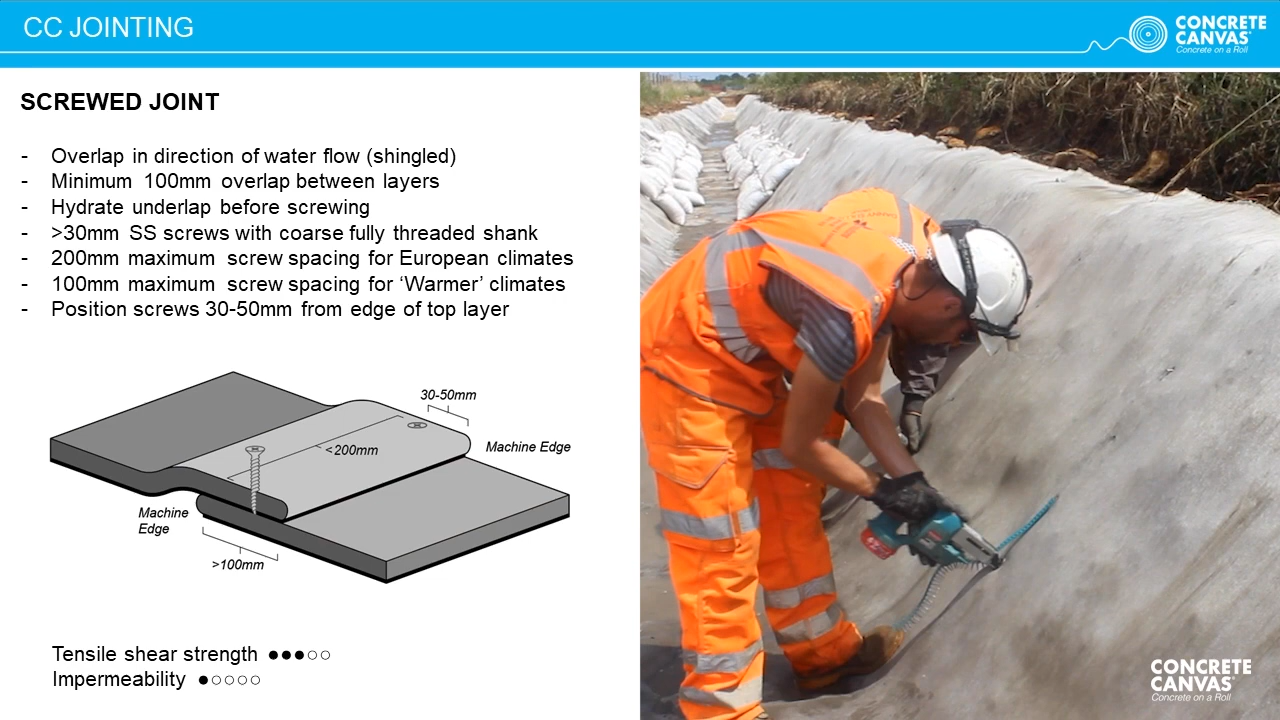 CC JOINTING
CONCRETE
CANVAS®
Concrete on a Roll
SCREWED JOINT
- Overlap in direction of water flow (shingled)
- Minimum 100mm overlap between layers
- Hydrate underlap before screwing
- >30mm SS screws with coarse fully threaded shank
- 200mm maximum screw spacing for European climates
- 100mm maximum screw spacing for ‘Warmer’ climates
- Position screws 30-50mm from edge of top layer
30-50mm
<200mm
Machine Edge
Machine
Edge
>100mm
Tensile shear strength ●●●○○
Impermeability ●○○○○
CONCRETE
CANVAS®
Concrete on a Roll